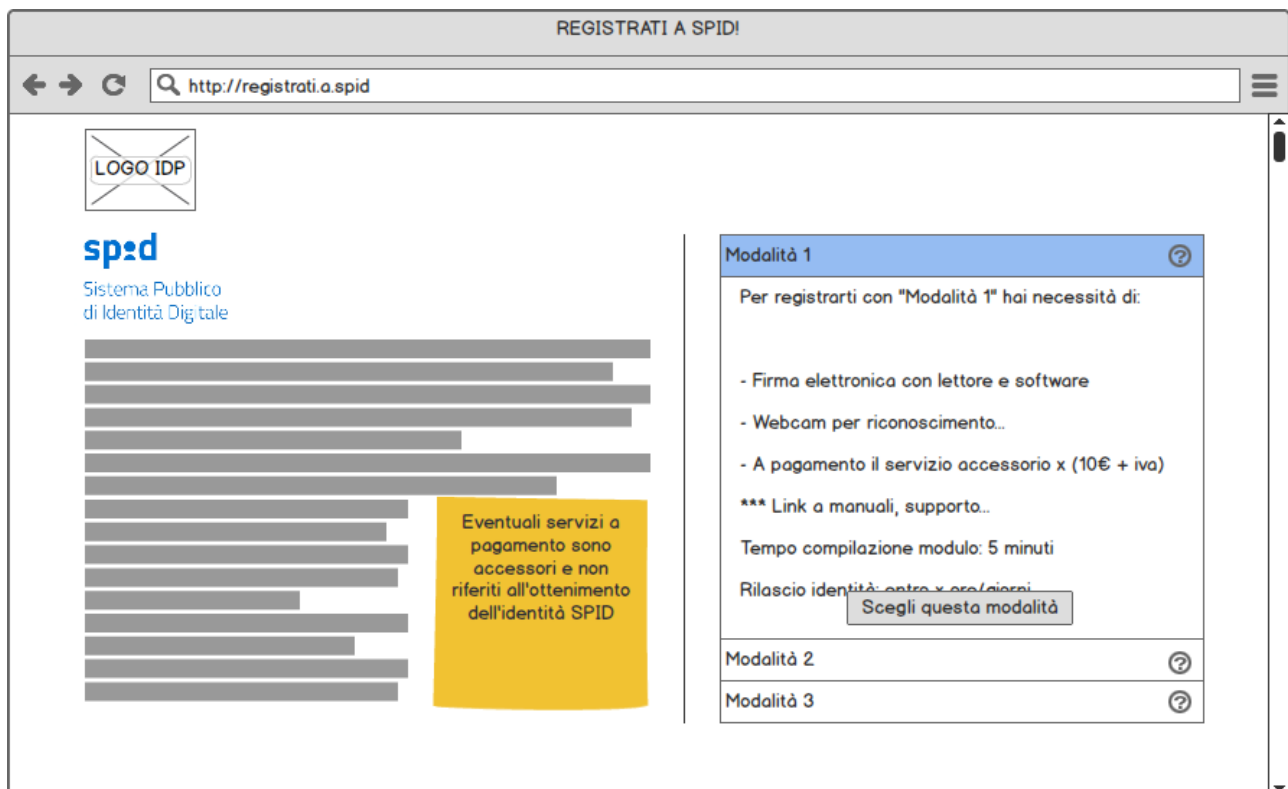 REGISTRATI A SPID!
http://registrati.a.spid
LOGO IDP
spid
Sistema Pubblico
di Identità Digitale
Eventuali servizi a
pagamento sono
accessori e non
riferiti all'ottenimento
dell'identità SPID
Modalità 1
Per registrarti con "Modalità 1" hai necessità di:
- Firma elettronica con lettore e software
- Webcam per riconoscimento...
- A pagamento il servizio accessorio x (10€ + iva)
*** Link a manuali, supporto...
Tempo compilazione modulo: 5 minuti
Rilascio identità: entro x ore/giorni
Scegli questa modalità
Modalità 2
Modalità 3